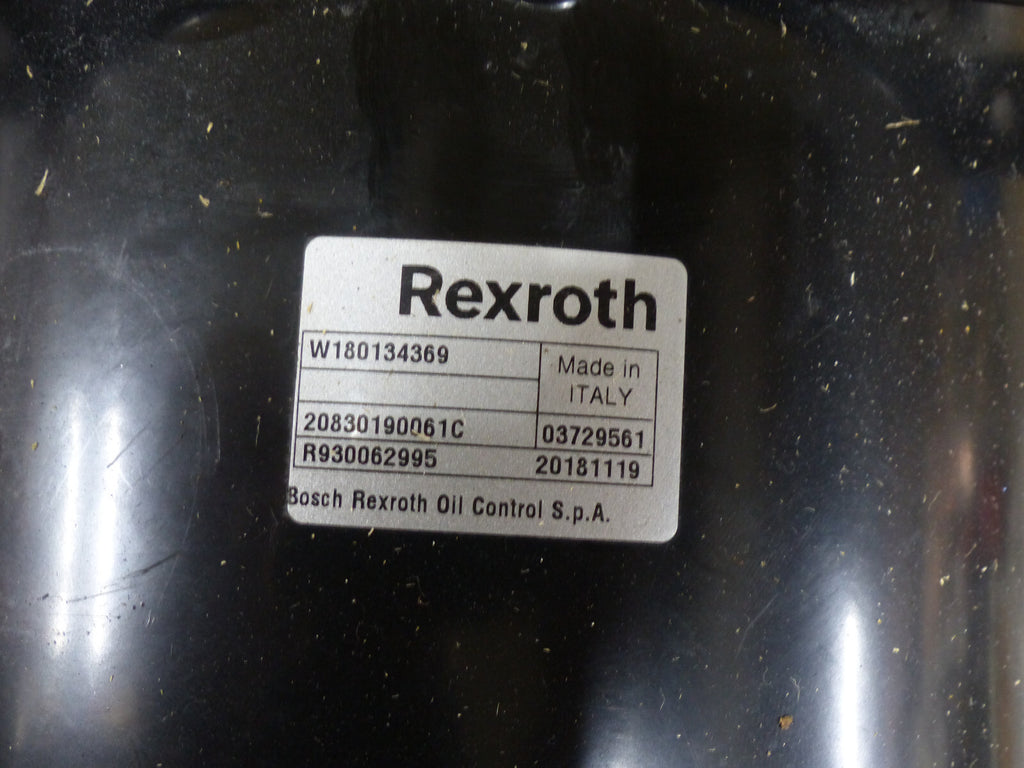 Rexroth
W180134369
Made in
ITALY
20830190061C
03729561
R930062995
20181119
Bosch Rexroth Oil Control S.p.A.